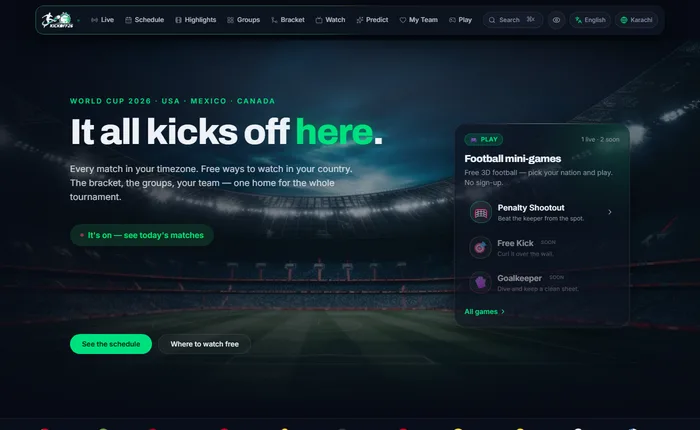 KICKOFF26
Live
Schedule
Highlights
Groups
Bracket
Watch
Predict
My Team
Play
Search ⌘K
English
Karachi
WORLD CUP 2026 · USA · MEXICO · CANADA
It all kicks off here.
Every match in your timezone. Free ways to watch in your country.
The bracket, the groups, your team — one home for the whole
tournament.
It's on — see today's matches
See the schedule
Where to watch free
PLAY
1 live · 2 soon
Football mini-games
Free 3D football — pick your nation and play.
No sign-up.
Penalty Shootout
Beat the keeper from the spot.
Free Kick SOON
Curl it over the wall.
Goalkeeper SOON
Dive and keep a clean sheet.
All games